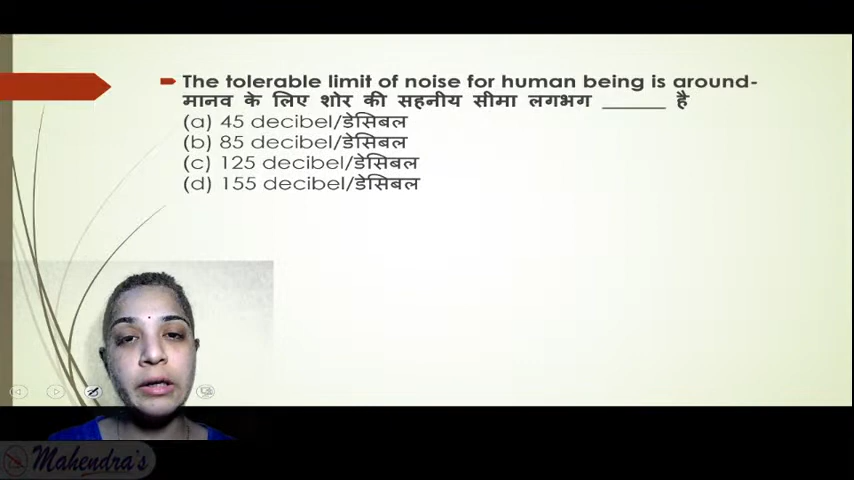 The tolerable limit of noise for human being is around-
मानव के लिए शोर की सहनीय सीमा लगभग ______ है
(a) 45 decibel/डेसिबल
(b) 85 decibel/डेसिबल
(c) 125 decibel/डेसिबल
(d) 155 decibel/डेसिबल
Mahendra's